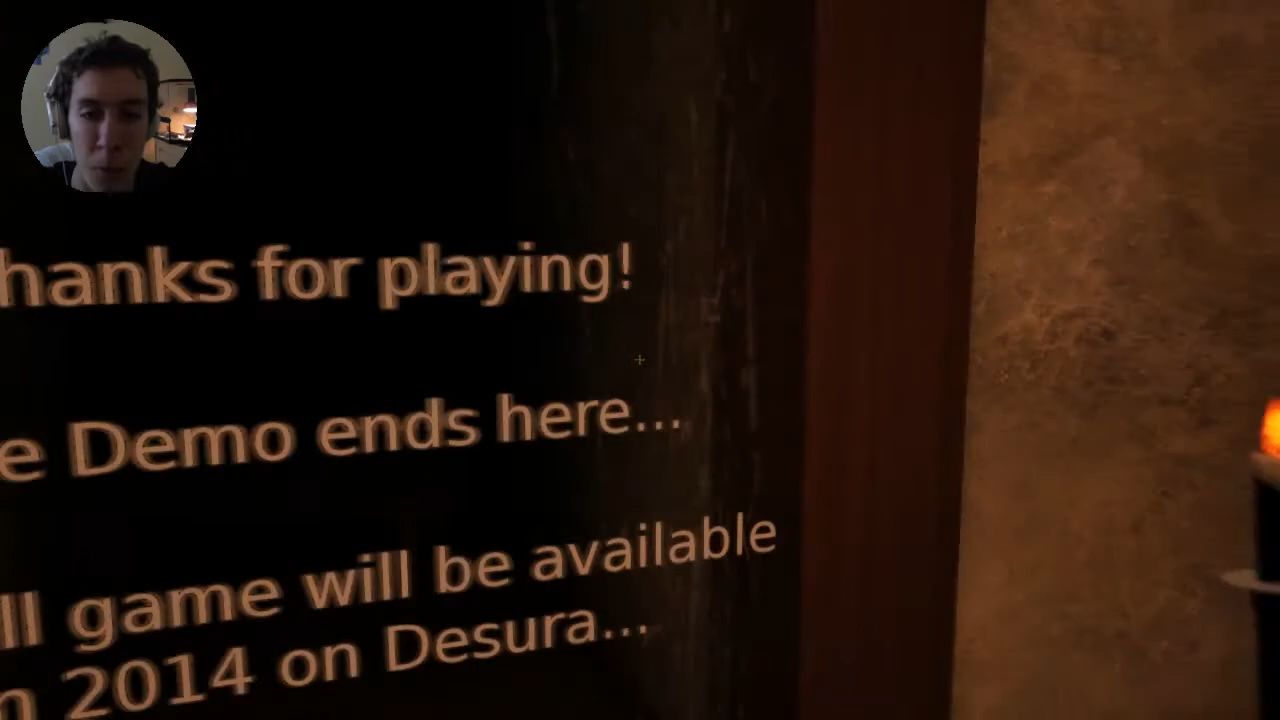 hanks for playing!
e Demo ends here...
ll game will be available
n 2014 on Desura...